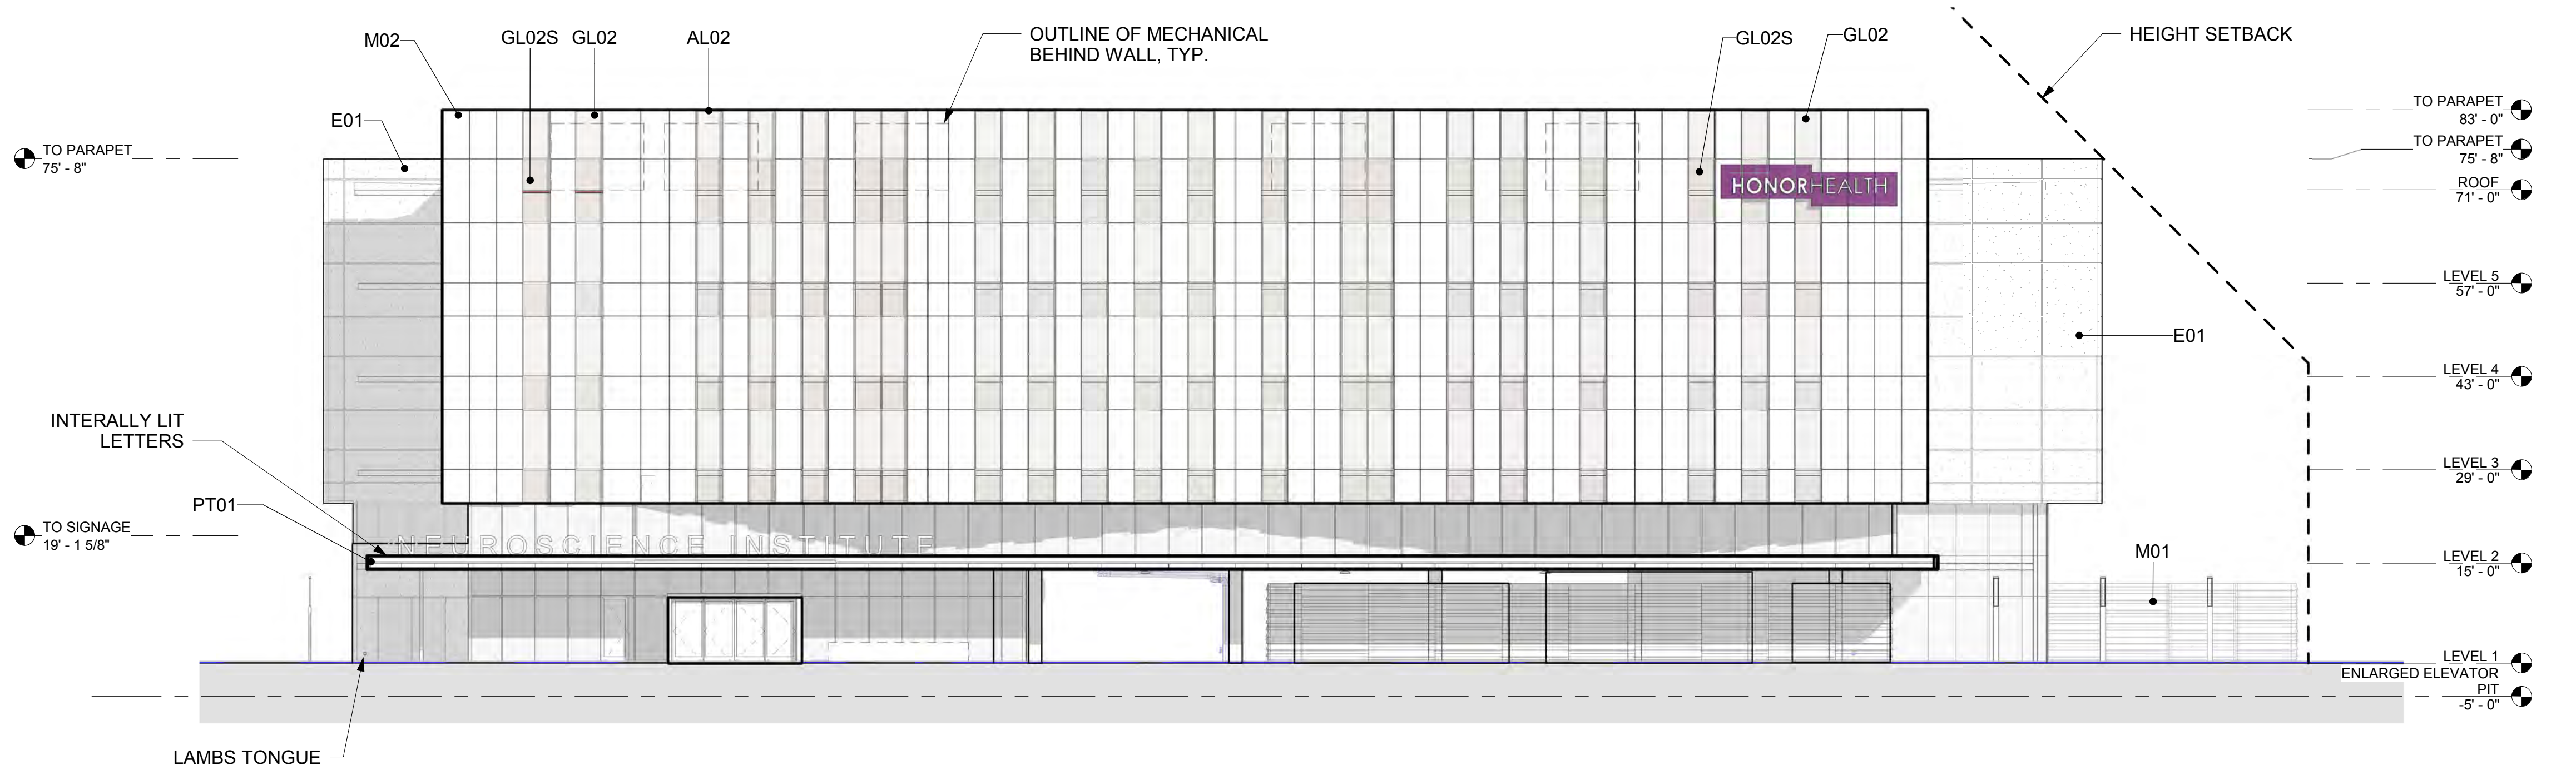 M02
GL02S
GL02
AL02
OUTLINE OF MECHANICAL
BEHIND WALL, TYP.
GL02S
GL02
HEIGHT SETBACK
E01
TO PARAPET
75' - 8"
TO PARAPET
83' - 0"
TO PARAPET
75' - 8"
ROOF
71' - 0"
HONORHEALTH
LEVEL 5
57' - 0"
E01
LEVEL 4
43' - 0"
INTERALLY LIT
LETTERS
LEVEL 3
29' - 0"
PT01
TO SIGNAGE
19' - 1 5/8"
NEUROSCIENCE INSTITUTE
M01
LEVEL 2
15' - 0"
LEVEL 1
ENLARGED ELEVATOR
PIT
-5' - 0"
LAMBS TONGUE